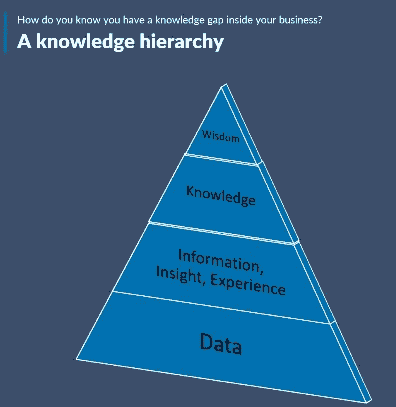 How do you know you have a knowledge gap inside your business?
A knowledge hierarchy
Wisdom
Knowledge
Information,
Insight, Experience
Data